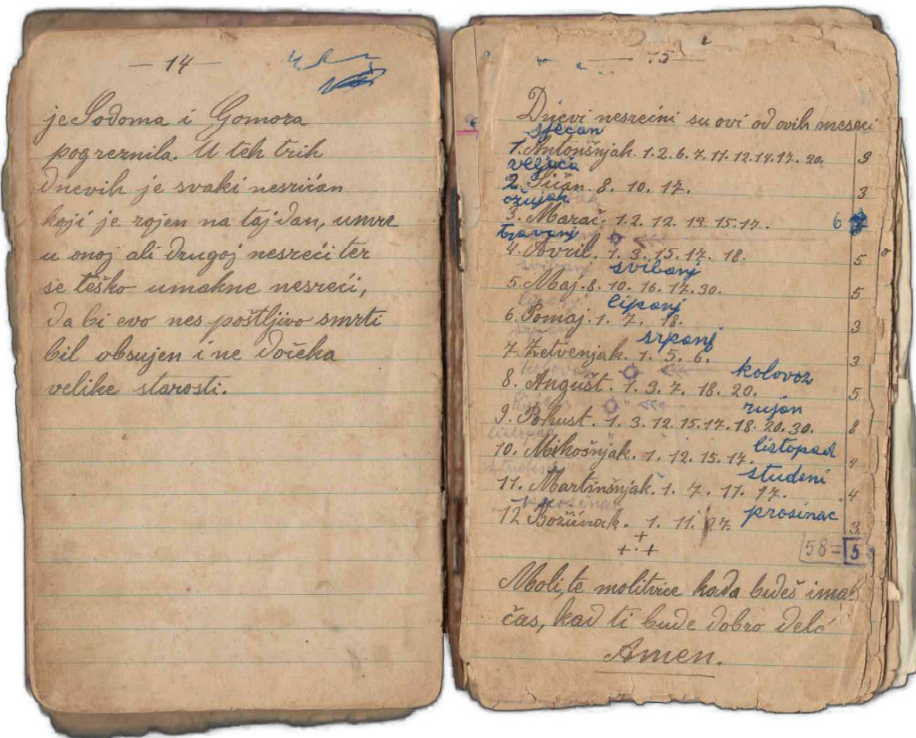 — 14 —
je Sodoma i Gomora
pogreznila. U teh trih
dnevih je svaki nesrićan
koji je rojen na taj dan, umre
u onoj ali drugoj nesreći ter
se teško umakne nesreći,
da bi evo nes poštljivo smrti
bil obsujen i ne dočeka
velike starosti.
— 15 —
Dnevi nesrećni su ovi od ovih meseci
sječan
1. Antonšnjak. 1. 2. 6. 7. 11. 12. 14. 17. 20. 9
veljača
2. Sičan. 8. 10. 17. 3
ožujak
3. Marač. 1. 2. 12. 19. 15. 17. 6
travanj
4. Avril. 1. 3. 15. 17. 18. 5
svibanj
5. Maj. 8. 10. 16. 17. 30. 5
lipanj
6. Pomaj. 1. 7. 18. 3
srpanj
7. Žetvenjak. 1. 5. 6. 3
kolovoz
8. Angušt. 1. 3. 7. 18. 20. 5
rujan
9. Pokust. 1. 3. 12. 15. 17. 18. 20. 30. 8
10. Mikošnjak. 1. 12. 15. 17. listopad 4
studeni
11. Martinšnjak. 1. 7. 11. 17. 4
12 Božićnak. 1. 11. 27. prosinac 3
58 = 5
Molite molitvice kada budeš imal
čas, kad ti bude dobro delo
Amen.